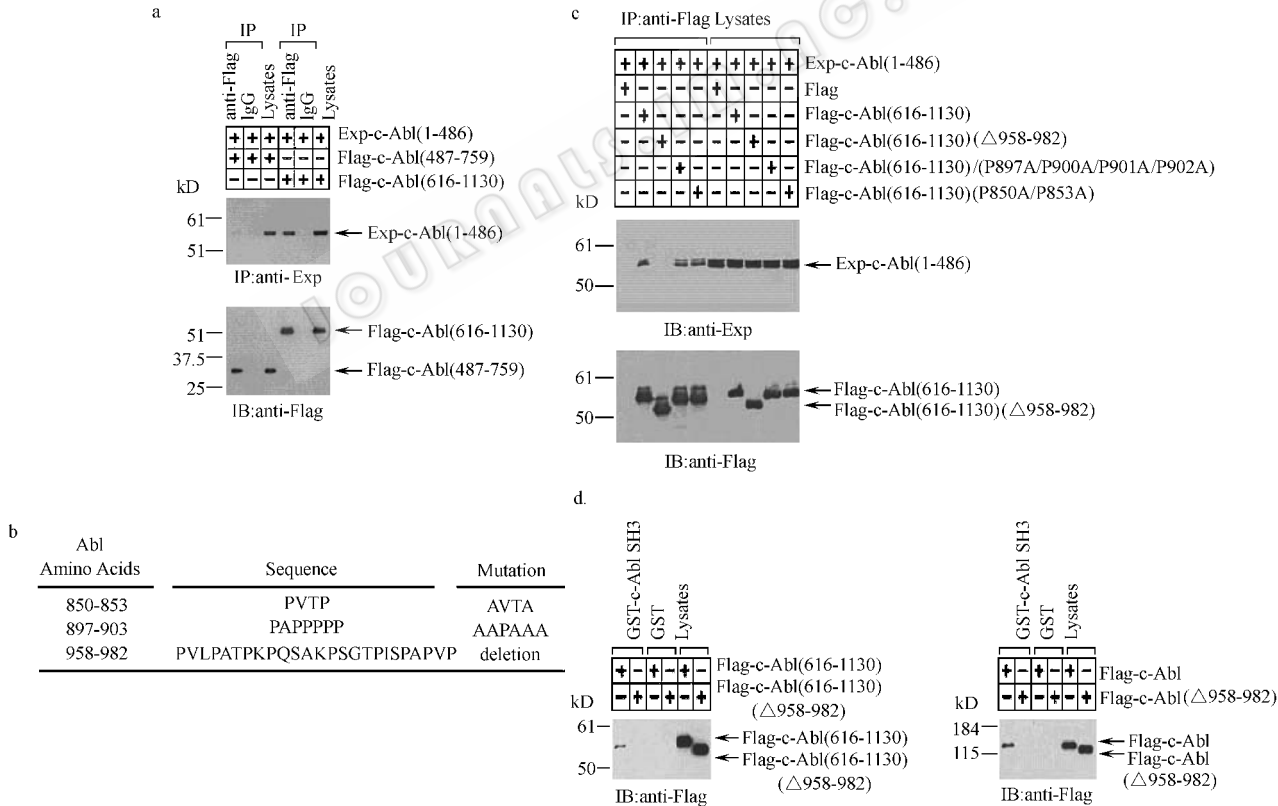 a
IP
IP
anti-Flag
IgG
Lysates
anti-Flag
IgG
Lysates
+ + + + + + Exp-c-Abl(1-486)
+ + + − − − Flag-c-Abl(487-759)
− − − + + + Flag-c-Abl(616-1130)
kD
61
51
Exp-c-Abl(1-486)
IP:anti-Exp
51
37.5
25
Flag-c-Abl(616-1130)
Flag-c-Abl(487-759)
IB:anti-Flag
c
IP:anti-Flag Lysates
+ + + + + + + + + + Exp-c-Abl(1-486)
+ − − − − + − − − − Flag
− + − − − − + − − − Flag-c-Abl(616-1130)
− − + − − − − + − − Flag-c-Abl(616-1130)(△958-982)
− − − + − − − − + − Flag-c-Abl(616-1130)/(P897A/P900A/P901A/P902A)
− − − − + − − − − + Flag-c-Abl(616-1130)(P850A/P853A)
kD
61
50
Exp-c-Abl(1-486)
IB:anti-Exp
61
50
Flag-c-Abl(616-1130)
Flag-c-Abl(616-1130)(△958-982)
IB:anti-Flag
b
Abl
Amino Acids Sequence Mutation
850-853 PVTP AVTA
897-903 PAPPPPP AAPAAA
958-982 PVLPATPKPQSAKPSGTPISPAPVP deletion
d.
GST-c-Abl SH3
GST
Lysates
+ − + − + − Flag-c-Abl(616-1130)
− + − + − + Flag-c-Abl(616-1130)
(△958-982)
kD
61
50
Flag-c-Abl(616-1130)
Flag-c-Abl(616-1130)
(△958-982)
IB:anti-Flag
GST-c-Abl SH3
GST
Lysates
+ − + − + − Flag-c-Abl
− + − + − + Flag-c-Abl(△958-982)
kD
184
115
Flag-c-Abl
Flag-c-Abl
(△958-982)
IB:anti-Flag